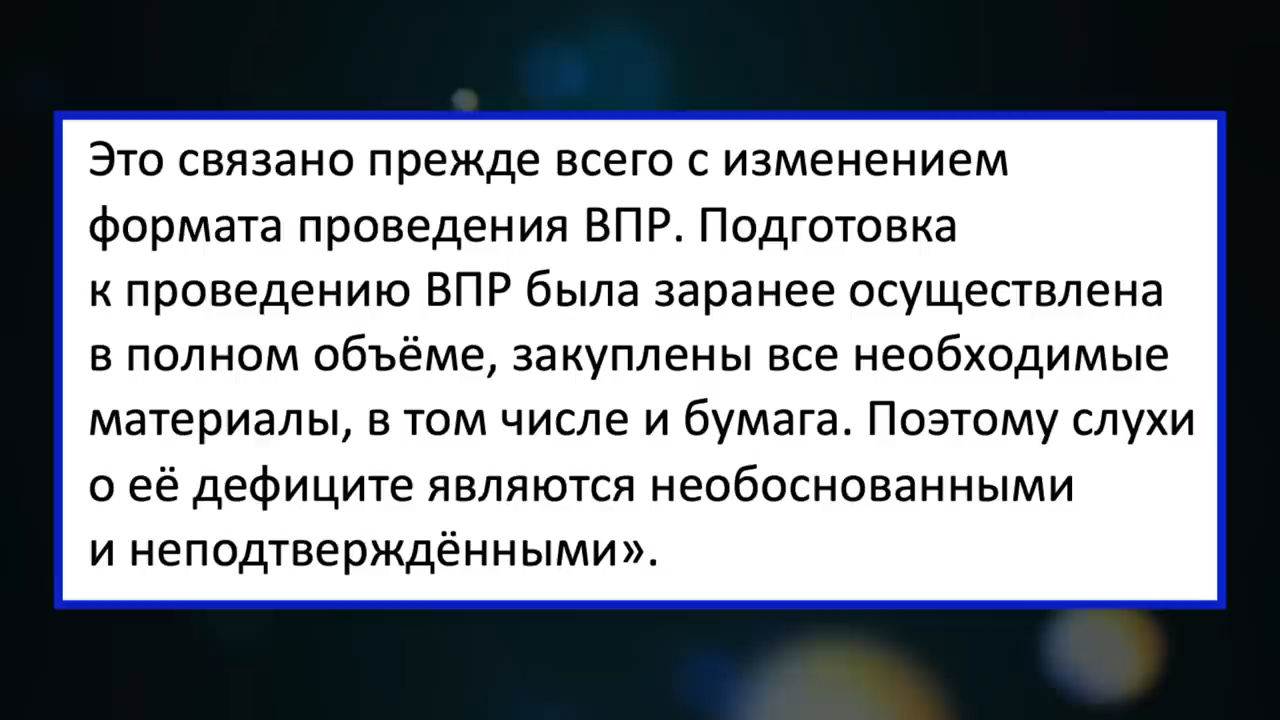 Это связано прежде всего с изменением
формата проведения ВПР. Подготовка
к проведению ВПР была заранее осуществлена
в полном объёме, закуплены все необходимые
материалы, в том числе и бумага. Поэтому слухи
о её дефиците являются необоснованными
и неподтверждёнными».